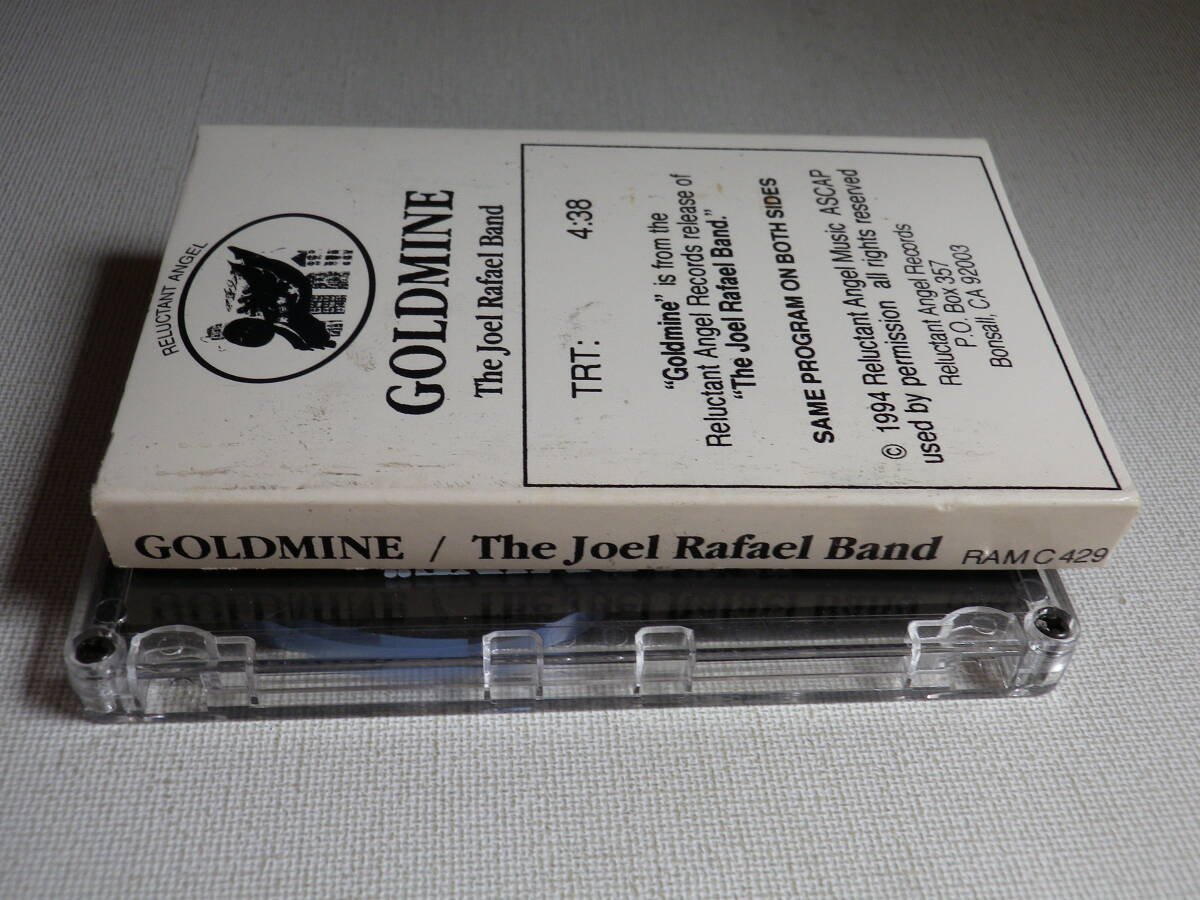 RELUCTANT ANGEL
GOLDMINE
The Joel Rafael Band
TRT: 4:38
“Goldmine” is from the
Reluctant Angel Records release of
“The Joel Rafael Band.”
SAME PROGRAM ON BOTH SIDES
© 1994 Reluctant Angel Music ASCAP
used by permission all rights reserved
Reluctant Angel Records
P.O. Box 357
Bonsall, CA 92003
GOLDMINE / The Joel Rafael Band RAM C 429